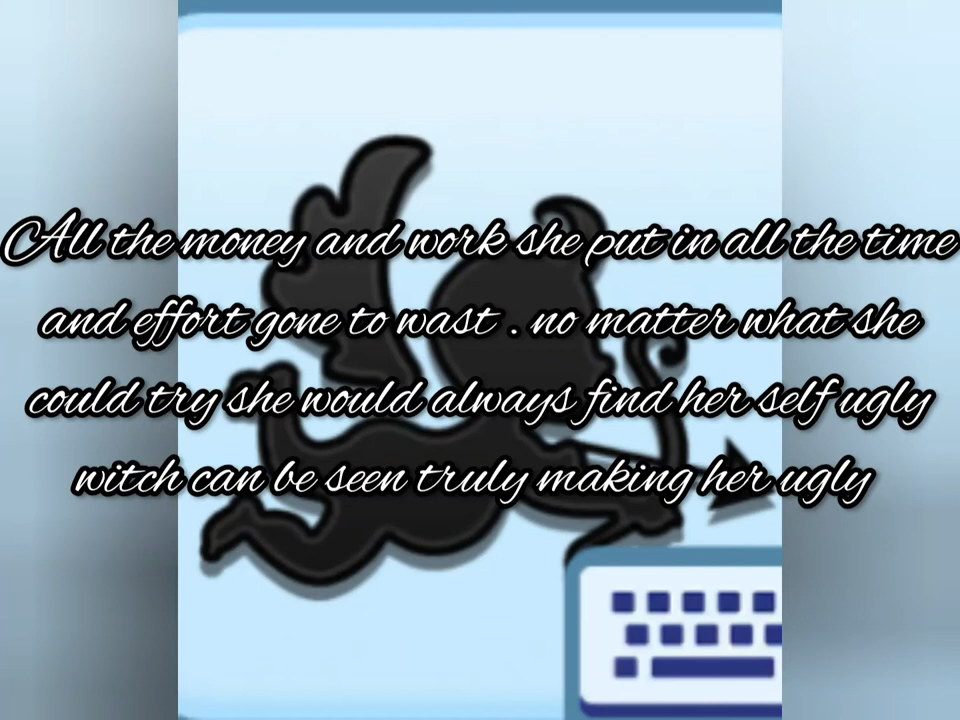 All the money and work she put in all the time
and effort gone to wast . no matter what she
could try she would always find her self ugly
witch can be seen truly making her ugly